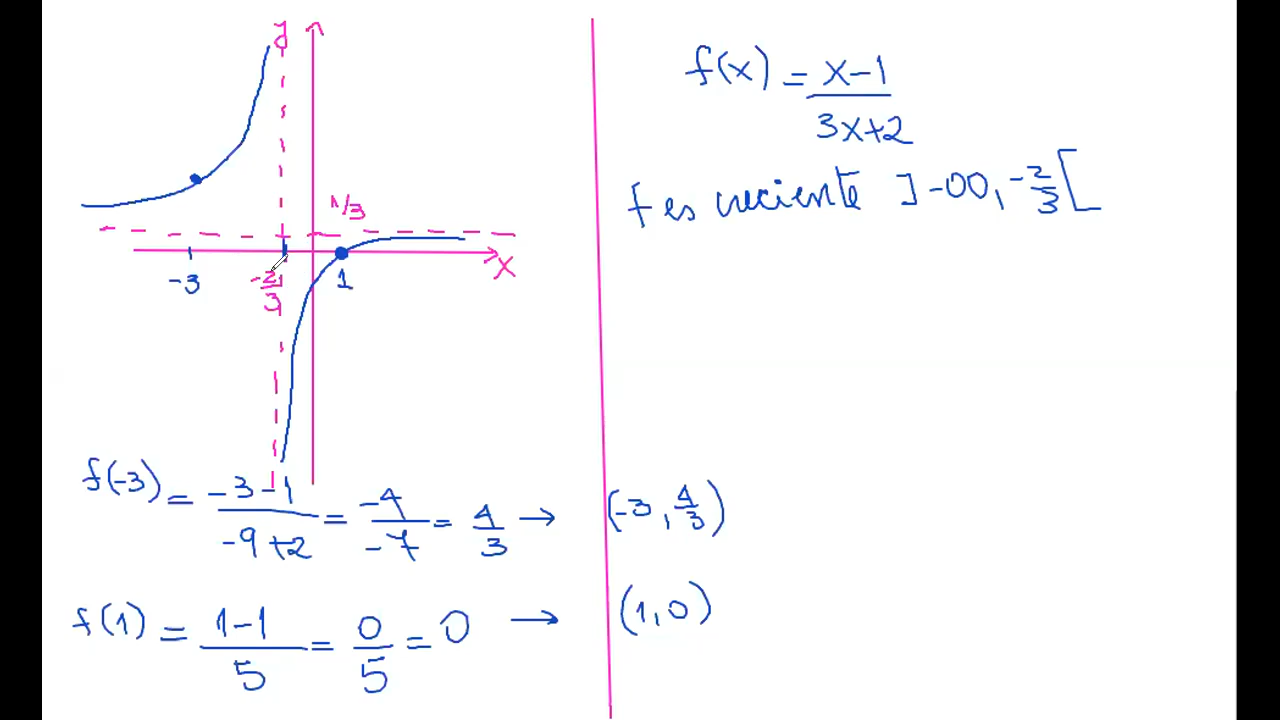 y
1/3
-3
-2/3
1
x
f(x) = x-1 / 3x+2
f es creciente ]-00, -2/3[
f(-3) = -3-1 / -9+2 = -4 / -7 = 4/3 → (-3, 4/3)
f(1) = 1-1 / 5 = 0/5 = 0 → (1,0)